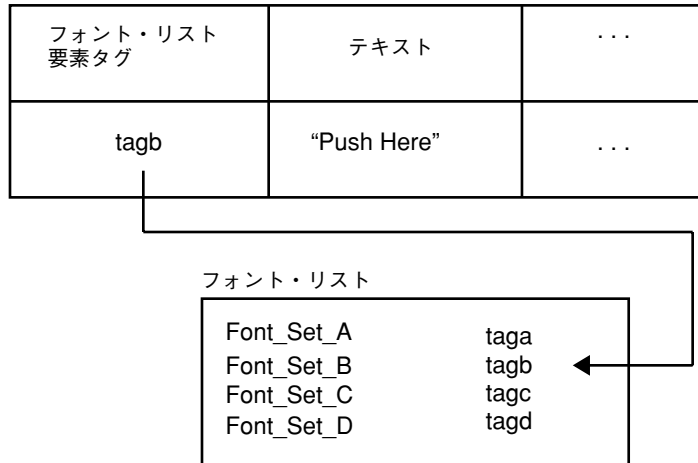 フォント・リスト
要素タグ
テキスト
. . .
tagb
“Push Here”
. . .
フォント・リスト
Font_Set_A taga
Font_Set_B tagb
Font_Set_C tagc
Font_Set_D tagd